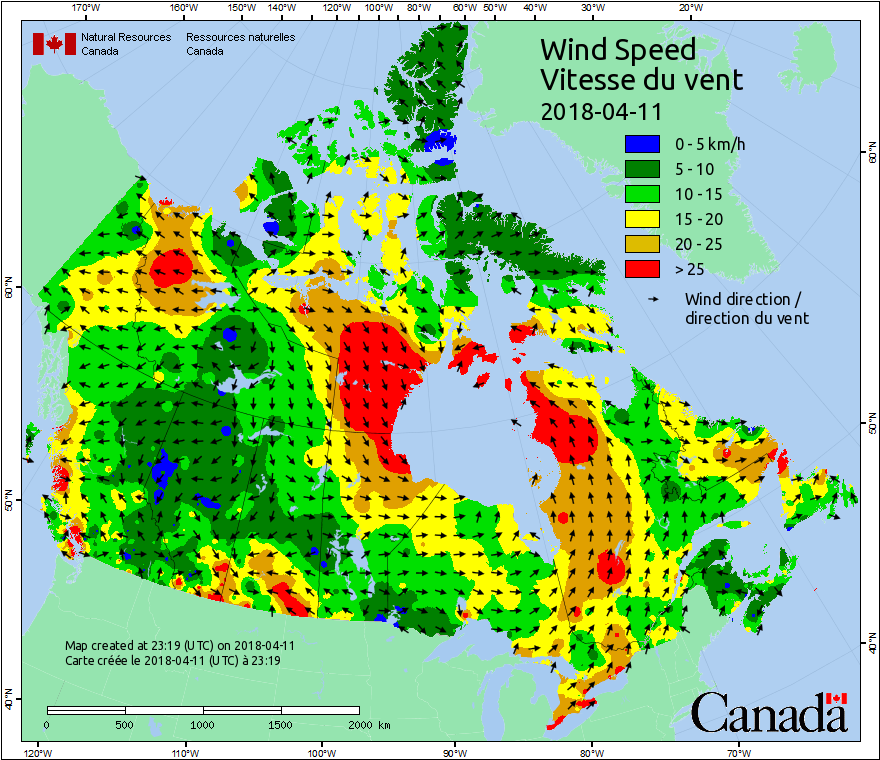 170°W 160°W 150°W 140°W 130°W 120°W 110°W 100°W 90°W 80°W 70°W 60°W 50°W 40°W 30°W 20°W
Natural Resources Ressources naturelles
Canada Canada
Wind Speed
Vitesse du vent
2018-04-11
0 - 5 km/h
5 - 10
10 - 15
15 - 20
20 - 25
> 25
Wind direction /
direction du vent
60°N
60°N
50°N
50°N
40°N
40°N
Map created at 23:19 (UTC) on 2018-04-11
Carte créée le 2018-04-11 (UTC) à 23:19
0 500 1000 1500 2000 km
Canada
120°W 110°W 100°W 90°W 80°W 70°W